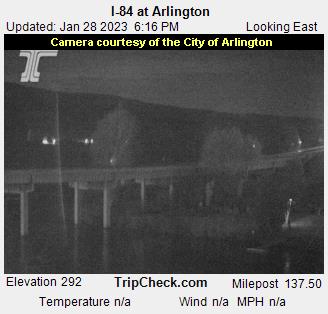 I-84 at Arlington
Updated: Jan 28 2023 6:16 PM Looking East
Camera courtesy of the City of Arlington
Elevation 292 TripCheck.com Milepost 137.50
Temperature n/a Wind n/a MPH n/a